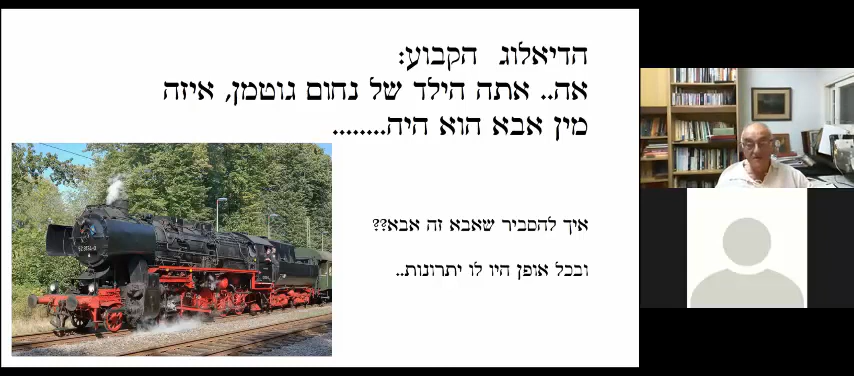 הדיאלוג הקבוע:
אה.. אתה הילד של נחום גוטמן, איזה
מין אבא הוא היה........
איך להסביר שאבא זה אבא??
ובכל אופן היו לו יתרונות..